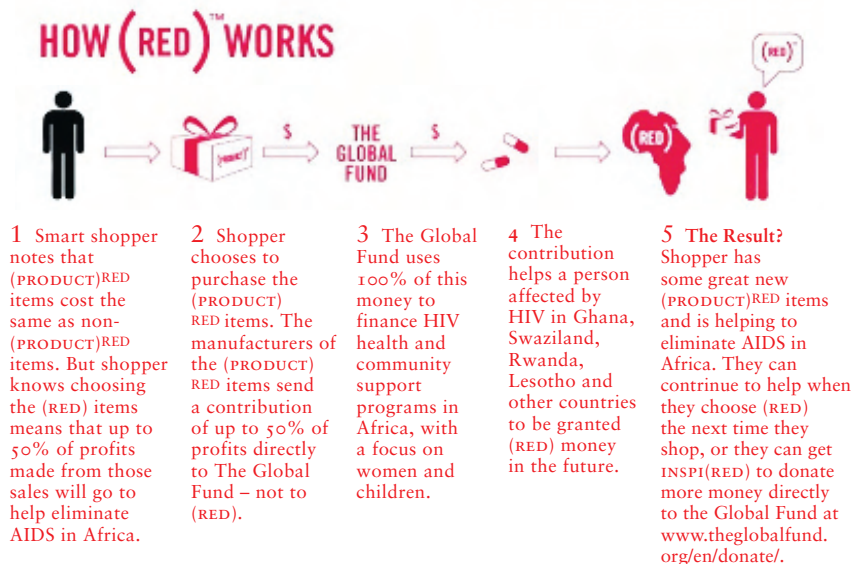 HOW (RED)™ WORKS
(RED)™
$
$
THE
GLOBAL
FUND
(PRODUCT)™
(RED)
1 Smart shopper
notes that
(PRODUCT)RED
items cost the
same as non-
(PRODUCT)RED
items. But shopper
knows choosing
the (RED) items
means that up to
50% of profits
made from those
sales will go to
help eliminate
AIDS in Africa.
2 Shopper
chooses to
purchase the
(PRODUCT)
RED items. The
manufacturers of
the (PRODUCT)
RED items send
a contribution
of up to 50% of
profits directly
to The Global
Fund – not to
(RED).
3 The Global
Fund uses
100% of this
money to
finance HIV
health and
community
support
programs in
Africa, with
a focus on
women and
children.
4 The
contribution
helps a person
affected by
HIV in Ghana,
Swaziland,
Rwanda,
Lesotho and
other countries
to be granted
(RED) money
in the future.
5 The Result?
Shopper has
some great new
(PRODUCT)RED items
and is helping to
eliminate AIDS in
Africa. They can
continue to help when
they choose (RED)
the next time they
shop, or they can get
INSPI(RED) to donate
more money directly
to the Global Fund at
www.theglobalfund.
org/en/donate/.